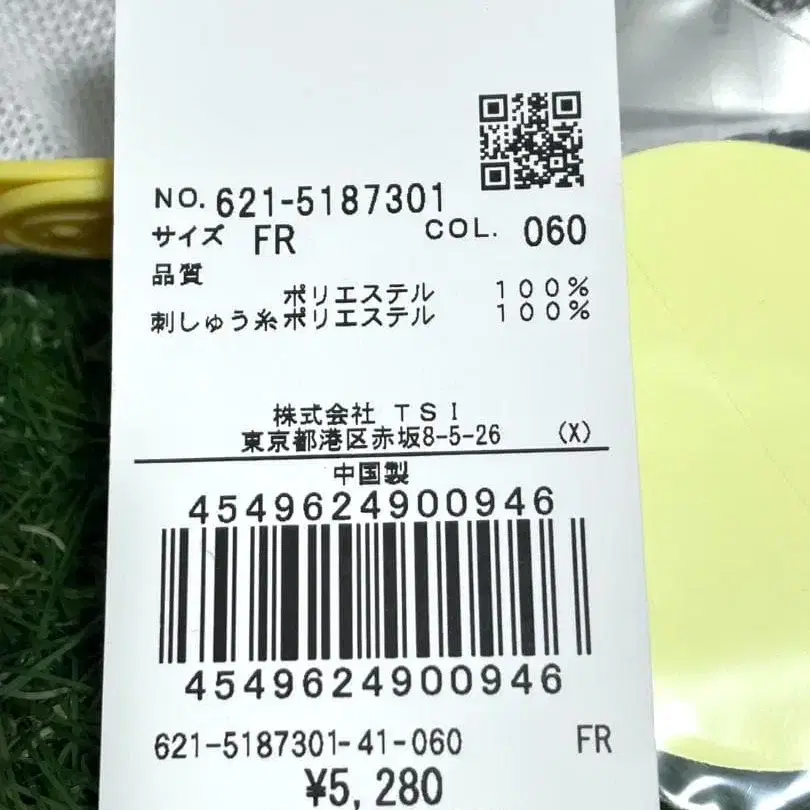 NO. 621-5187301
サイズ FR COL. 060
品質
ポリエステル 100%
刺しゅう糸ポリエステル 100%
株式会社 TSI
東京都港区赤坂8-5-26 (X)
中国製
4549624900946
4549624900946
621-5187301-41-060 FR
¥5,280